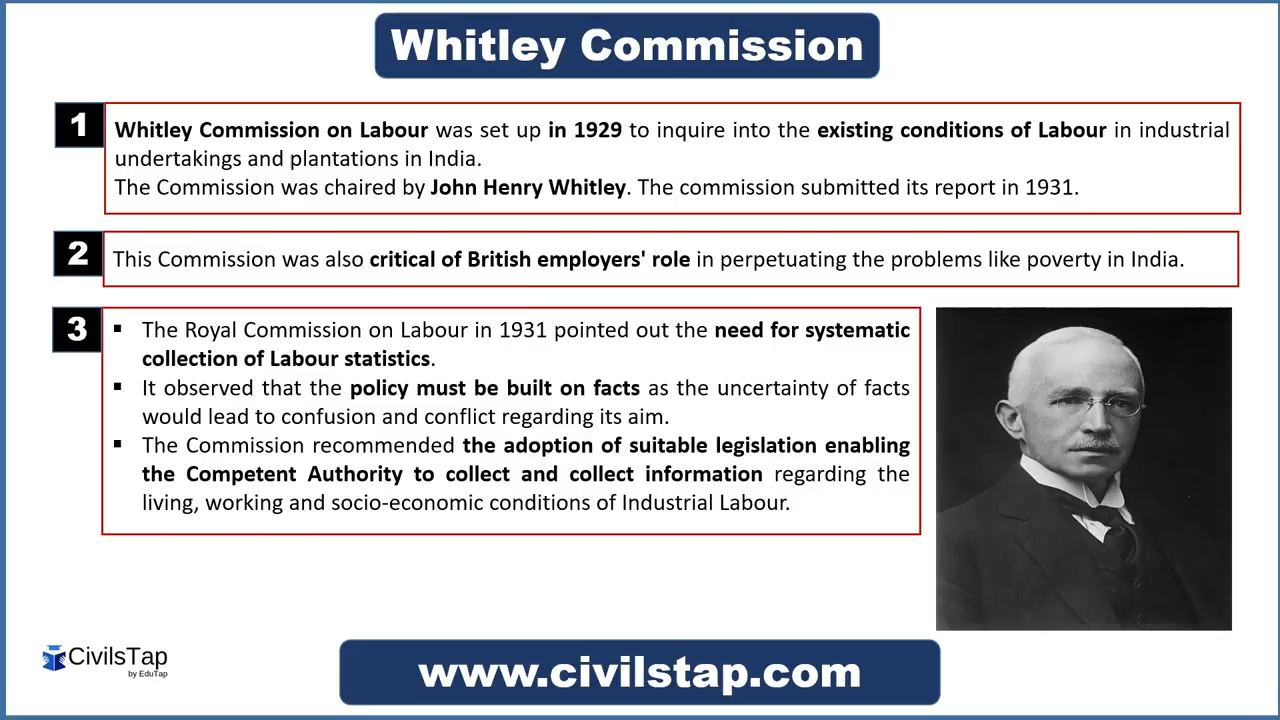 Whitley Commission
1
Whitley Commission on Labour was set up in 1929 to inquire into the existing conditions of Labour in industrial
undertakings and plantations in India.
The Commission was chaired by John Henry Whitley. The commission submitted its report in 1931.
2
This Commission was also critical of British employers' role in perpetuating the problems like poverty in India.
3
▪ The Royal Commission on Labour in 1931 pointed out the need for systematic
collection of Labour statistics.
▪ It observed that the policy must be built on facts as the uncertainty of facts
would lead to confusion and conflict regarding its aim.
▪ The Commission recommended the adoption of suitable legislation enabling
the Competent Authority to collect and collect information regarding the
living, working and socio-economic conditions of Industrial Labour.
CivilsTap
by EduTap
www.civilstap.com